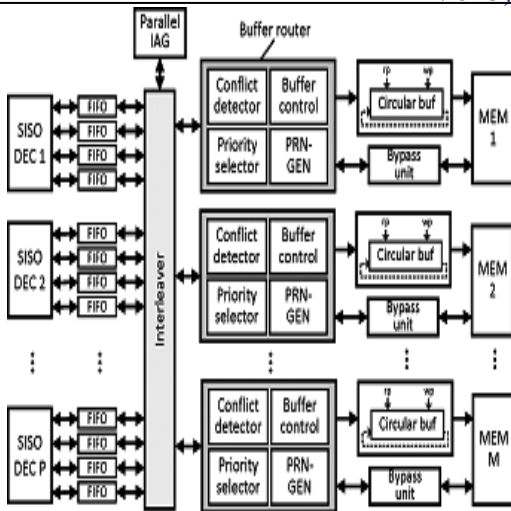 Parallel
IAG
Buffer router
SISO
DEC 1
FIFO
FIFO
FIFO
FIFO
Interleaver
Conflict
detector
Buffer
control
Priority
selector
PRN-
GEN
rp
wp
Circular buf
Bypass
unit
MEM
1
SISO
DEC 2
FIFO
FIFO
FIFO
FIFO
Conflict
detector
Buffer
control
Priority
selector
PRN-
GEN
rp
wp
Circular buf
Bypass
unit
MEM
2
SISO
DEC P
FIFO
FIFO
FIFO
FIFO
Conflict
detector
Buffer
control
Priority
selector
PRN-
GEN
rp
wp
Circular buf
Bypass
unit
MEM
M